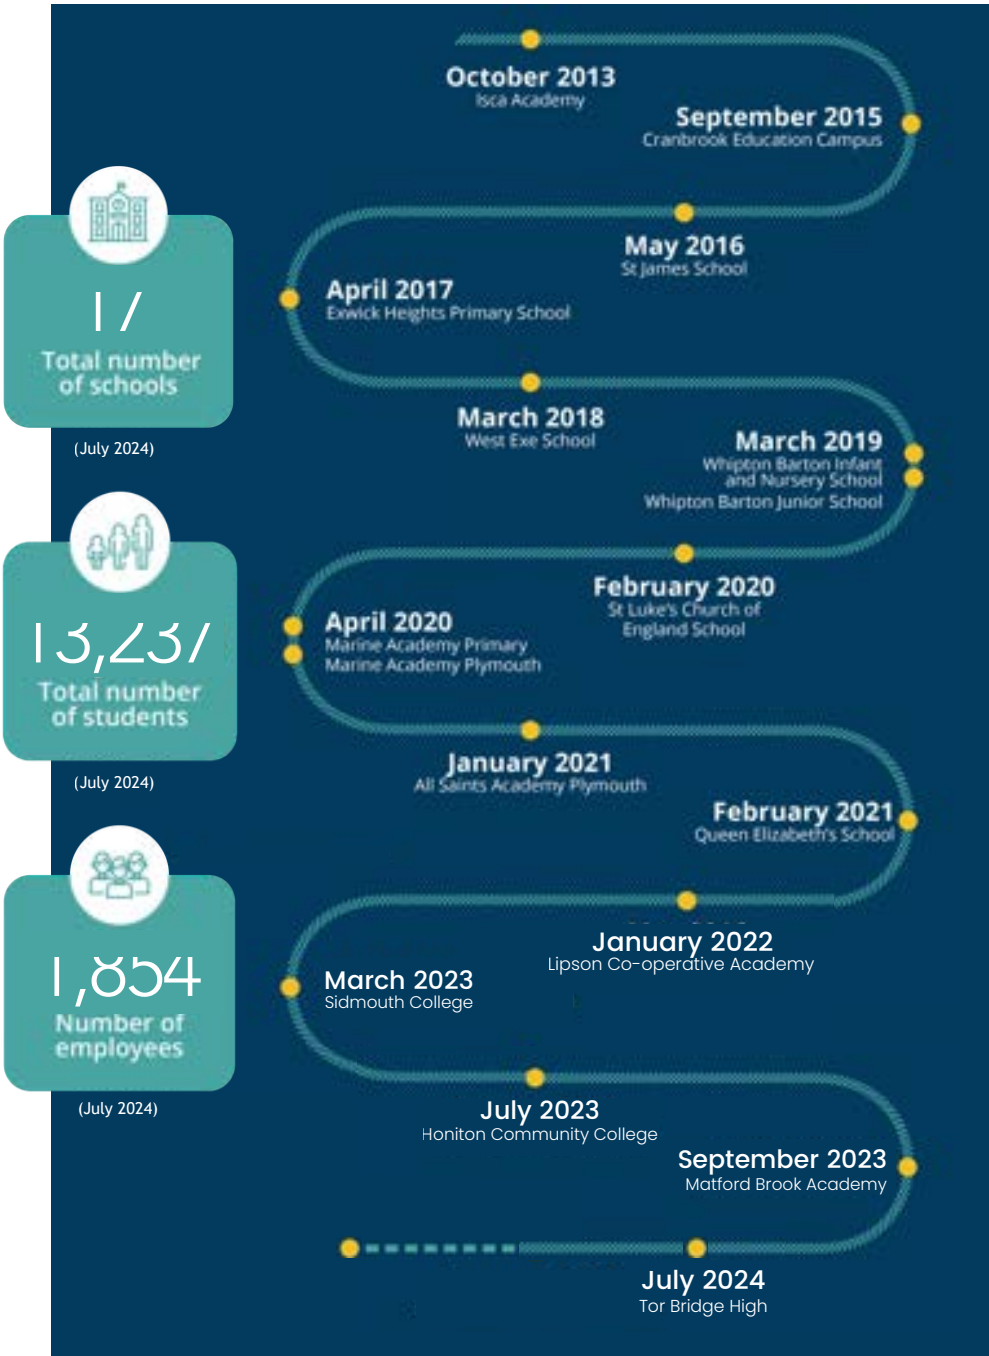 October 2013
Isca Academy
September 2015
Cranbrook Education Campus
May 2016
St James School
April 2017
Exwick Heights Primary School
March 2018
West Exe School
March 2019
Whipton Barton Infant
and Nursery School
Whipton Barton Junior School
February 2020
St Luke's Church of
England School
April 2020
Marine Academy Primary
Marine Academy Plymouth
January 2021
All Saints Academy Plymouth
February 2021
Queen Elizabeth's School
January 2022
Lipson Co-operative Academy
March 2023
Sidmouth College
July 2023
Honiton Community College
September 2023
Matford Brook Academy
July 2024
Tor Bridge High
17
Total number
of schools
(July 2024)
13,237
Total number
of students
(July 2024)
1,854
Number of
employees
(July 2024)